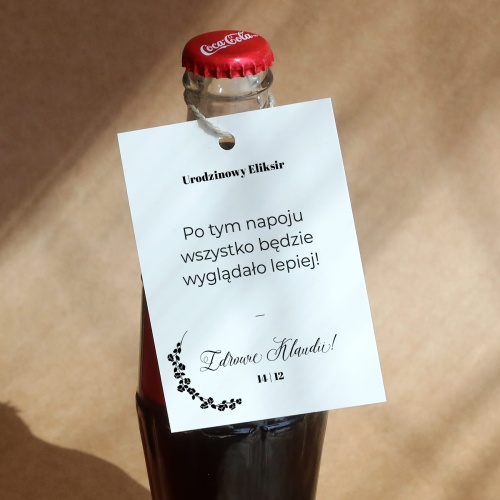 Coca-Cola
Urodzinowy Eliksir
Po tym napoju
wszystko będzie
wyglądało lepiej!
–
Zdrowie Klaudii!
14 | 12